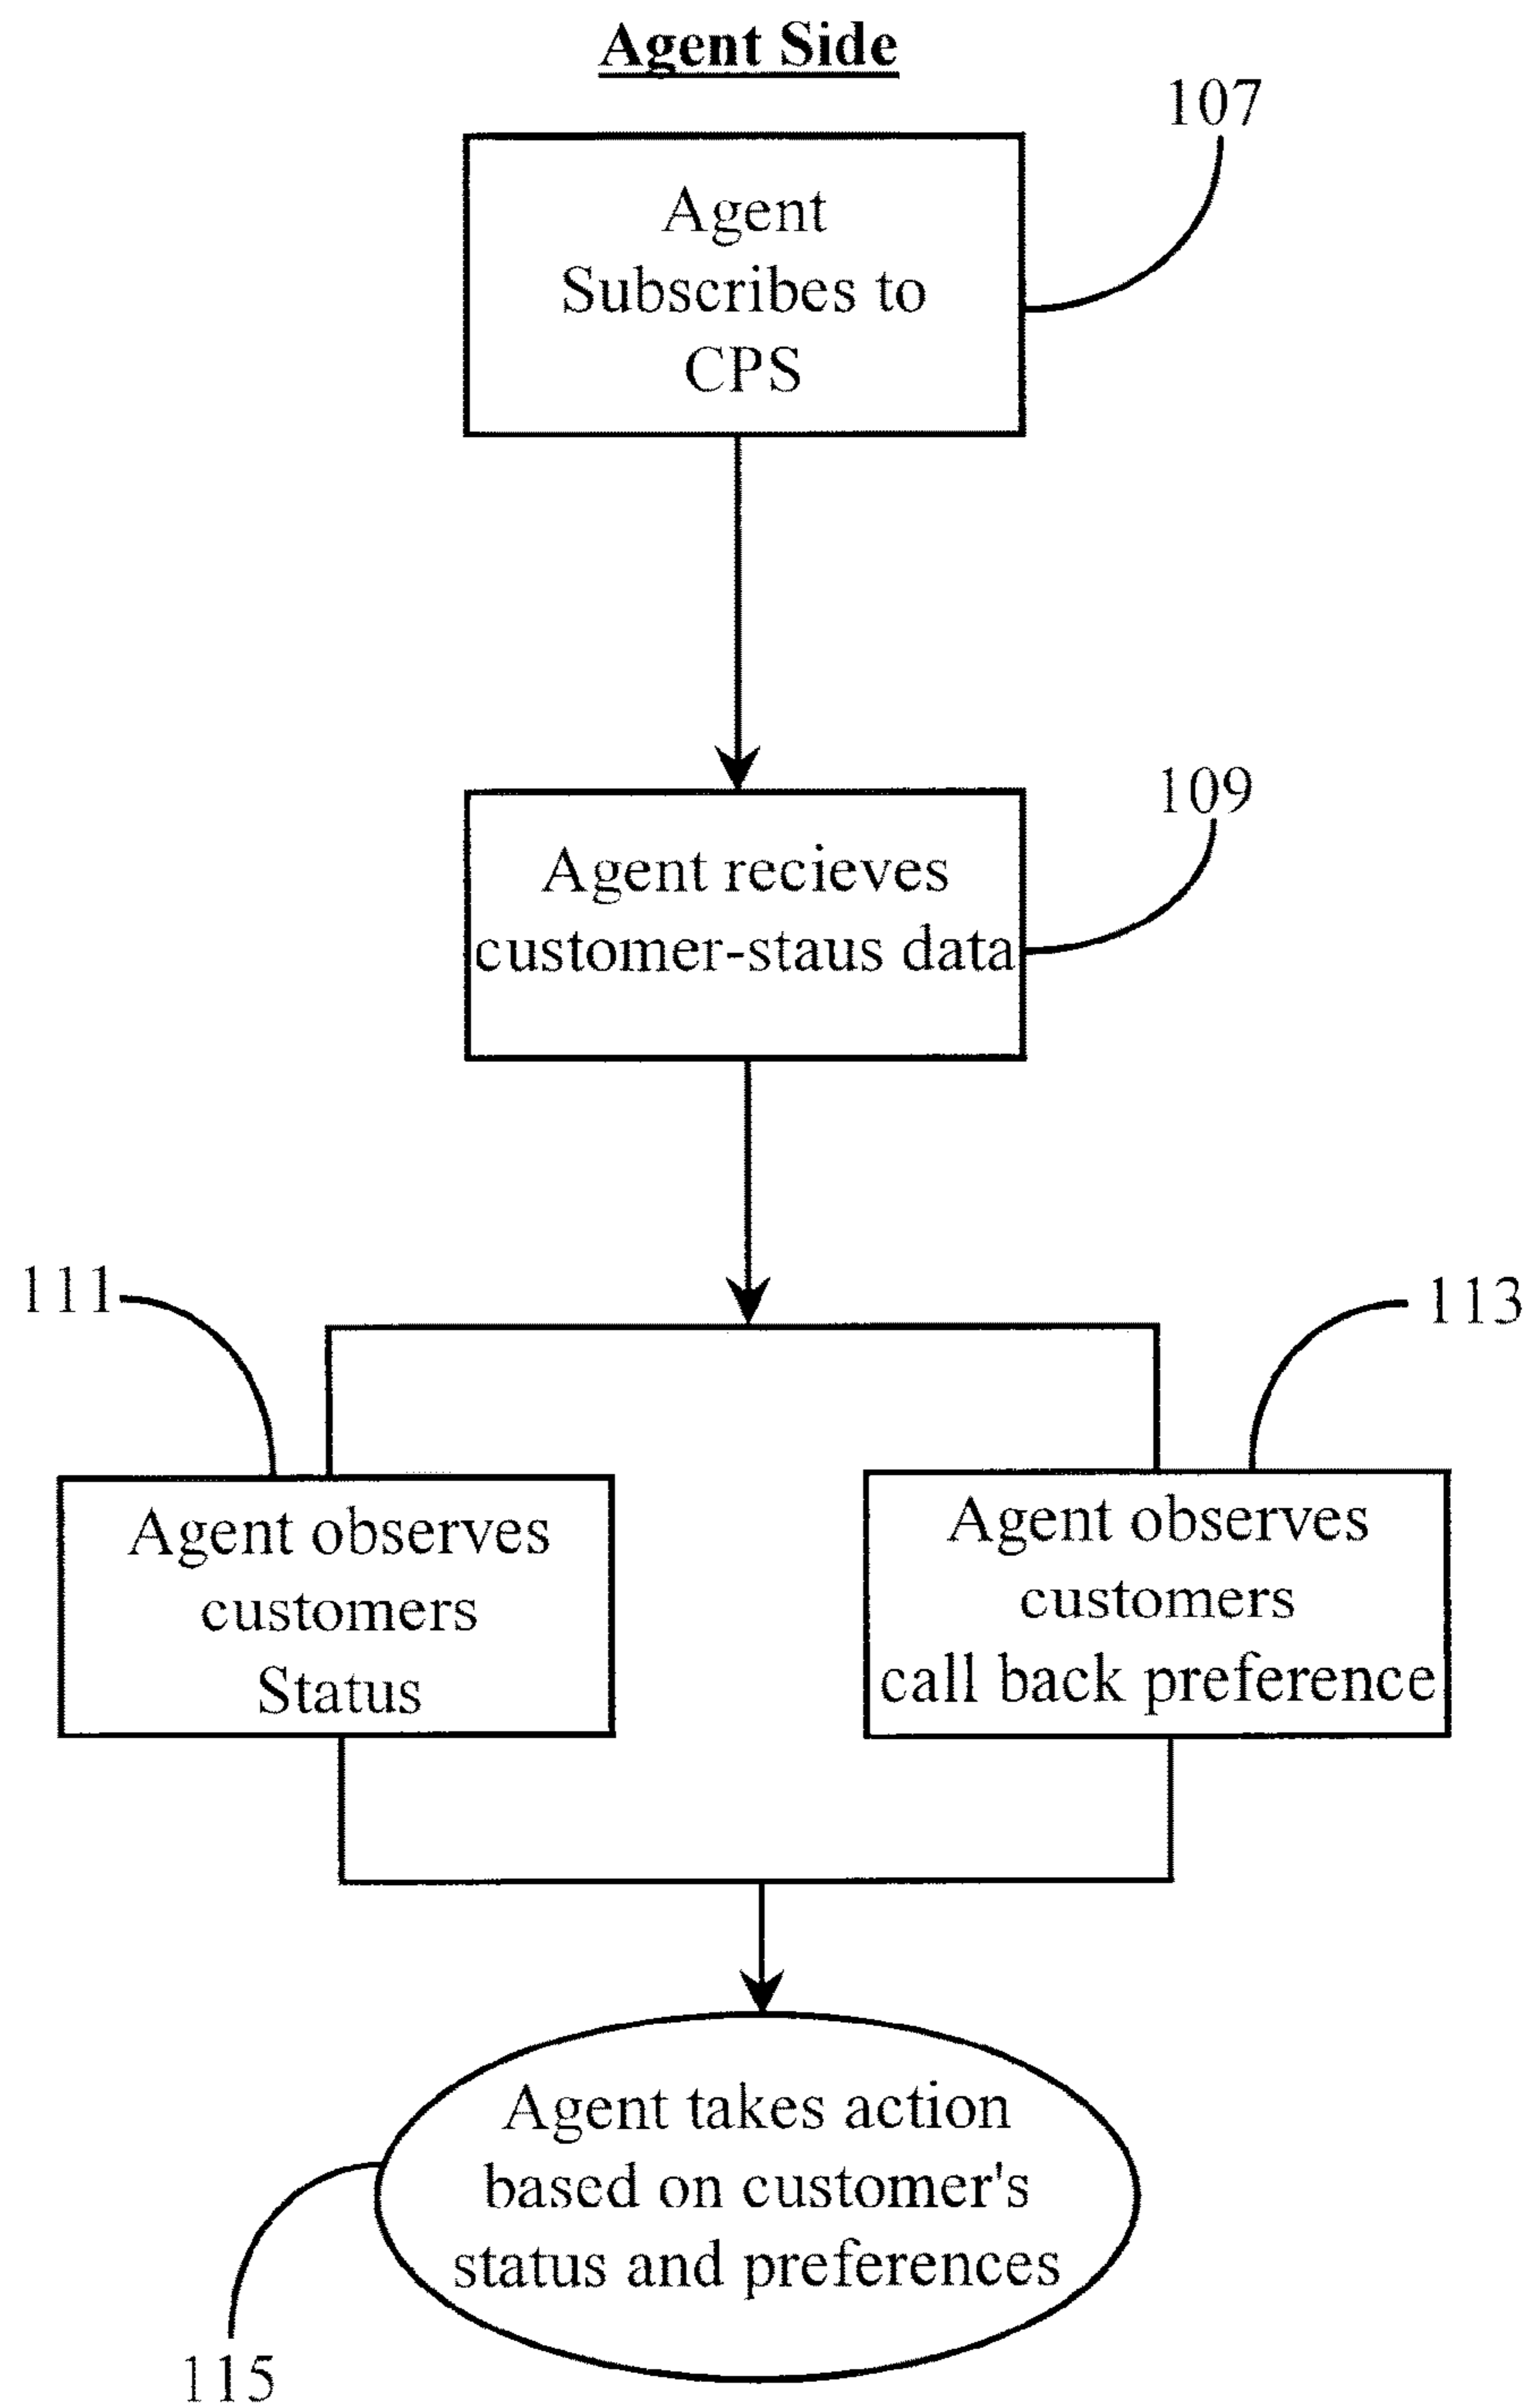 Agent Side
107
Agent
Subscribes to
CPS
109
Agent recieves
customer-staus data
111
113
Agent observes
customers
Status
Agent observes
customers
call back preference
Agent takes action
based on customer's
status and preferences
115